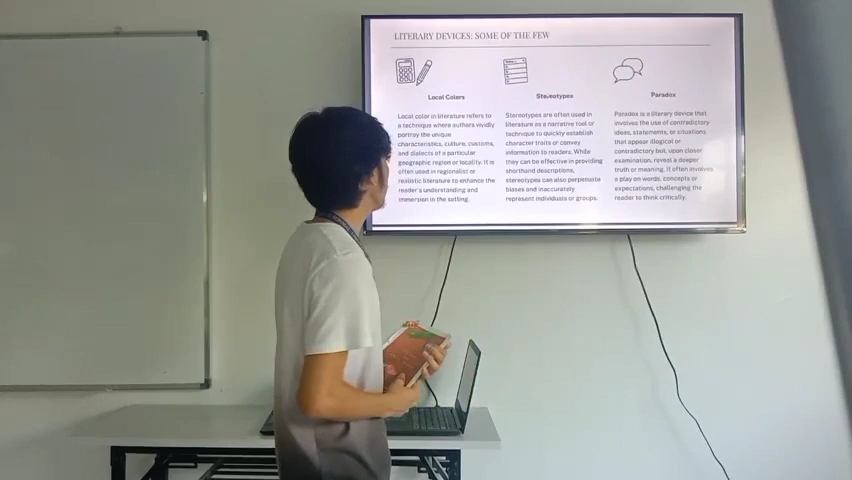 LITERARY DEVICES: SOME OF THE FEW
Local Colors
Local color in literature refers to
a technique where authors vividly
portray the unique
characteristics, culture, customs,
and dialects of a particular
geographic region or locality. It is
often used in regionalist or
realistic literature to enhance the
reader's understanding and
immersion in the setting.
Stereotypes
Stereotypes are often used in
literature as a narrative tool or
technique to quickly establish
character traits or convey
information to readers. While
they can be effective in providing
shorthand descriptions,
stereotypes can also perpetuate
biases and inaccurately
represent individuals or groups.
Paradox
Paradox is a literary device that
involves the use of contradictory
ideas, statements, or situations
that appear illogical or
contradictory but, upon closer
examination, reveal a deeper
truth or meaning. It often involves
a play on words, concepts or
expectations, challenging the
reader to think critically.